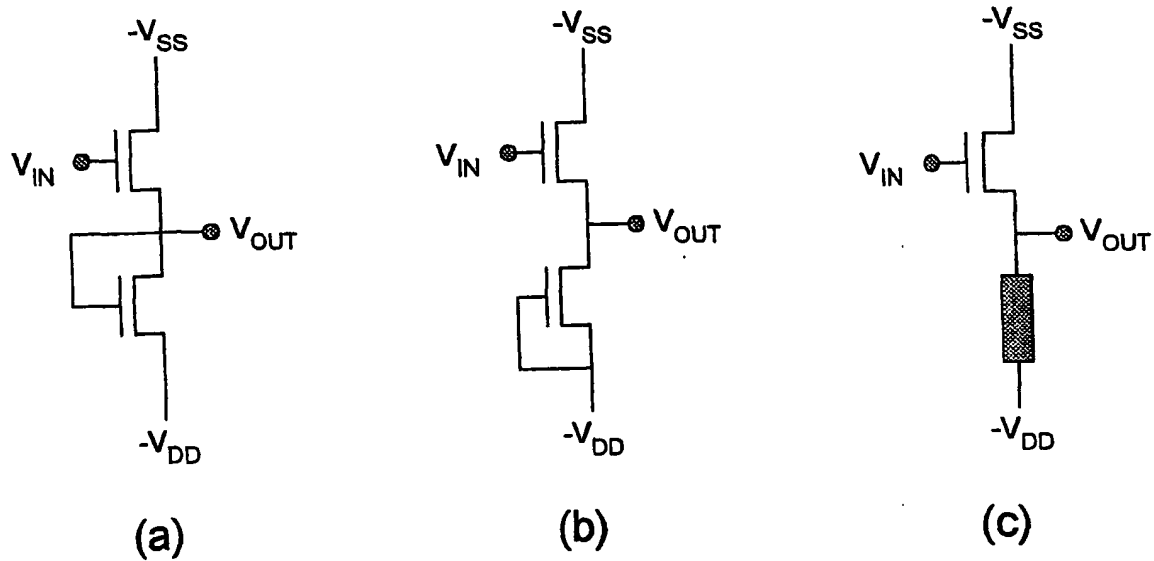 -V_SS
V_IN
V_OUT
-V_DD
(a)
-V_SS
V_IN
V_OUT
-V_DD
(b)
-V_SS
V_IN
V_OUT
-V_DD
(c)